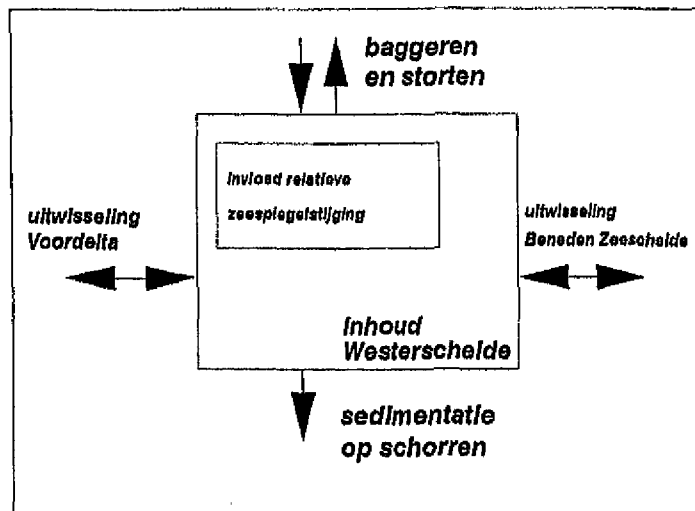 baggeren
en storten
invloed relatieve
zeespiegelstijging
uitwisseling
Voordelta
uitwisseling
Beneden Zeeschelde
Inhoud
Westerschelde
sedimentatie
op schorren